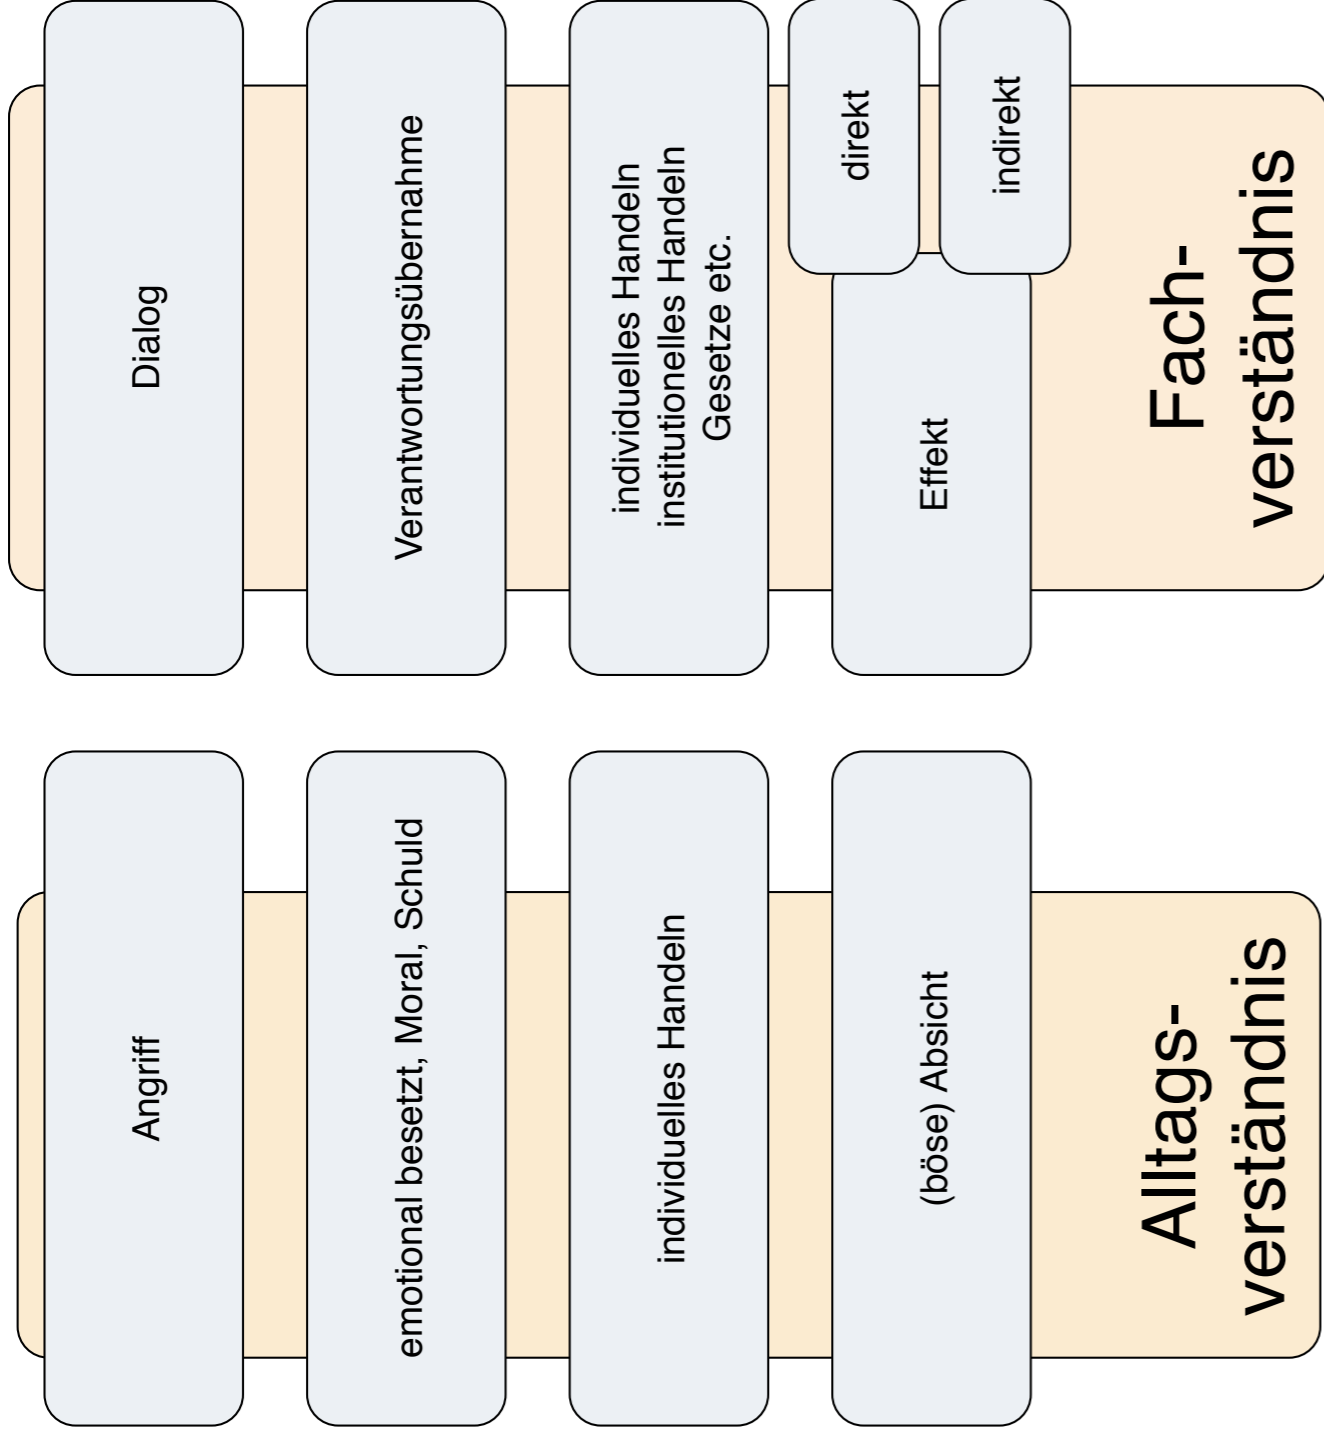 Angriff
emotional besetzt, Moral, Schuld
individuelles Handeln
(böse) Absicht
Alltags-
verständnis
Dialog
Verantwortungsübernahme
individuelles Handeln
institutionelles Handeln
Gesetze etc.
Effekt
direkt
indirekt
Fach-
verständnis